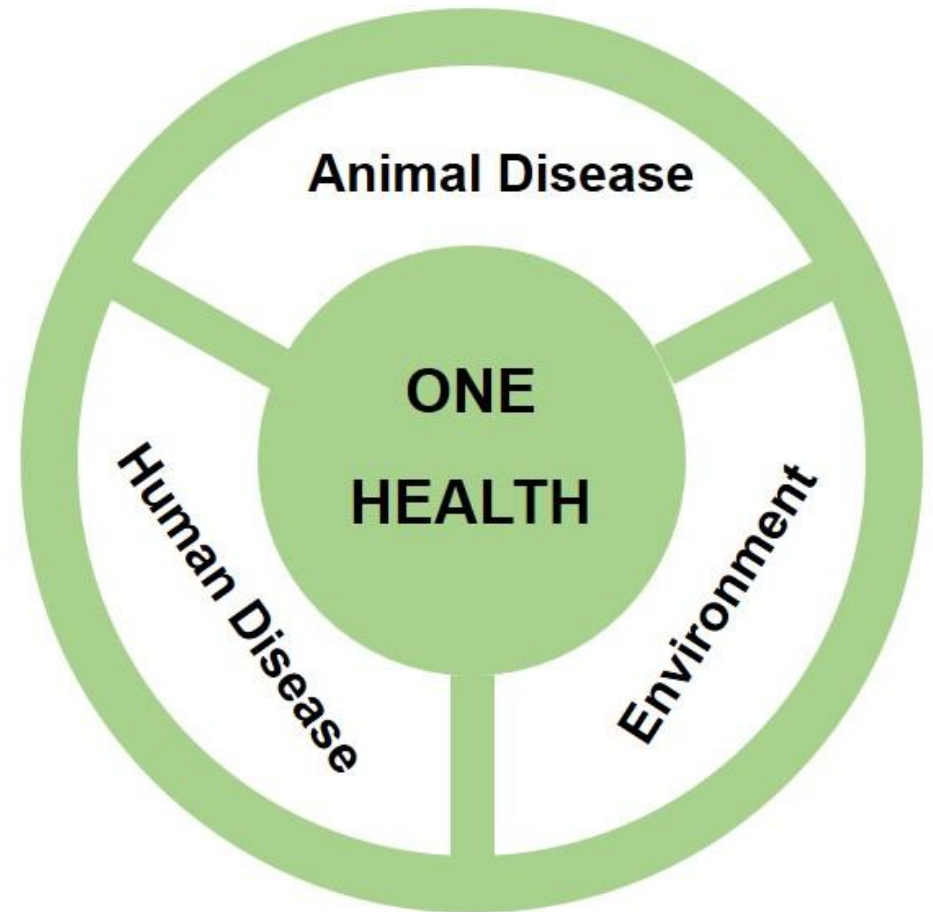 Animal Disease
ONE
HEALTH
Human Disease
Environment